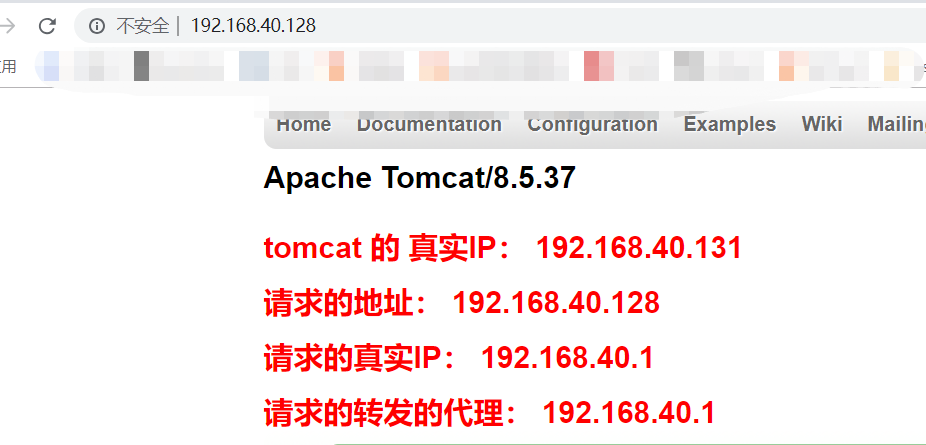 不安全 | 192.168.40.128
用
Home Documentation Configuration Examples Wiki
Apache Tomcat/8.5.37
tomcat 的 真实IP： 192.168.40.131
请求的地址： 192.168.40.128
请求的真实IP： 192.168.40.1
请求的转发的代理： 192.168.40.1